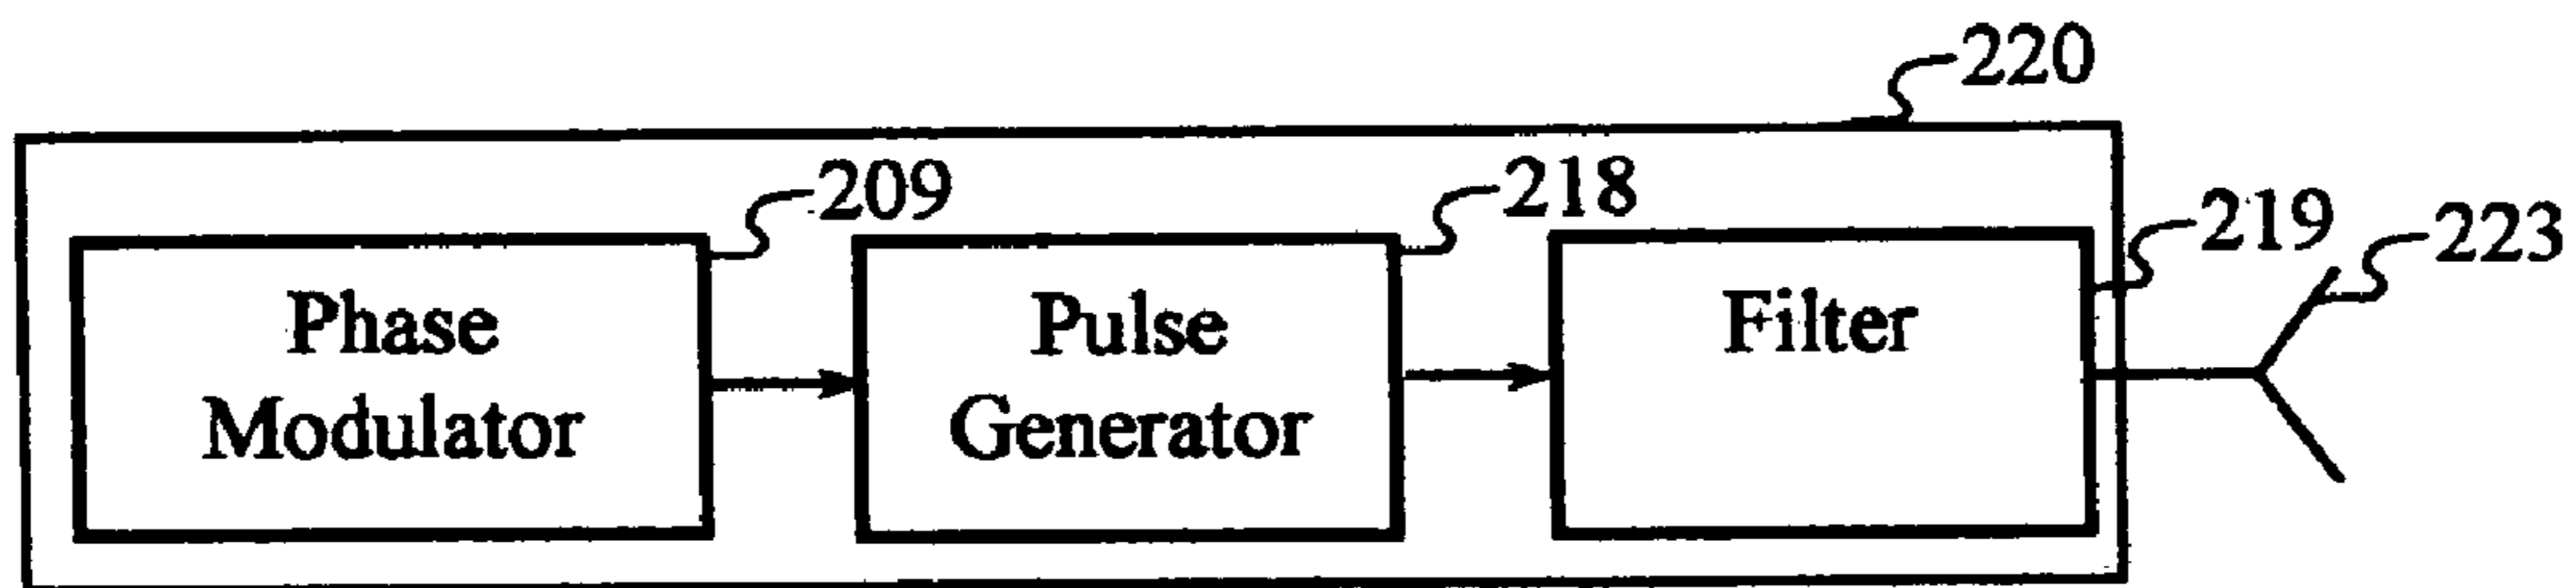 220
209
218
219
223
Phase
Modulator
Pulse
Generator
Filter